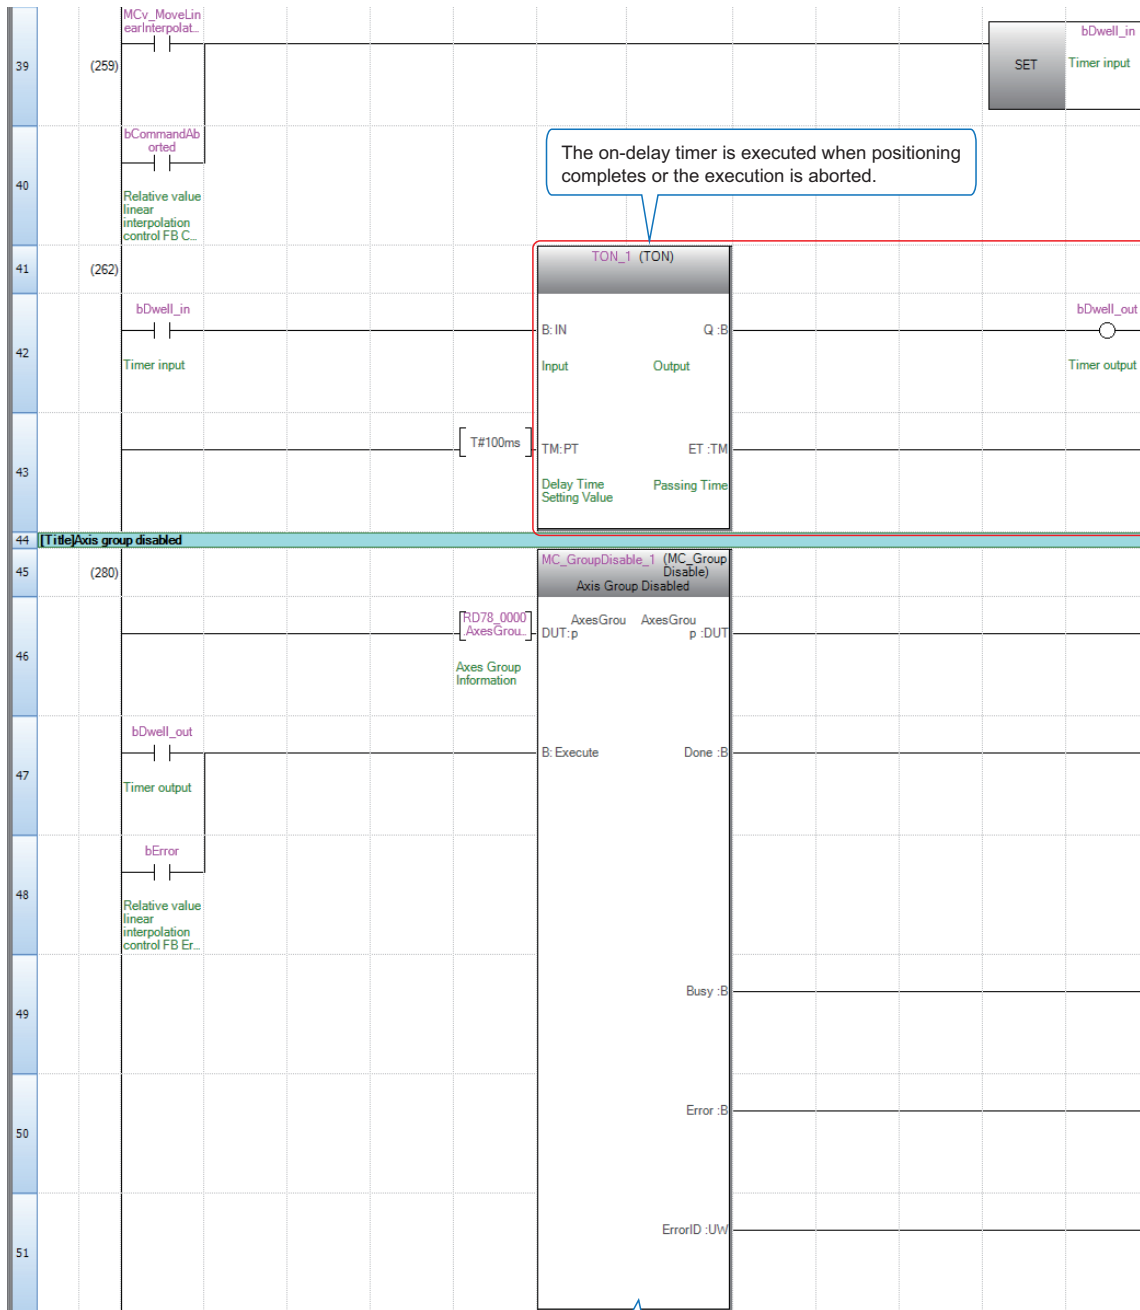 MCv_MoveLin
earInterpolat...
bDwell_in
39
(259)
SET
Timer input
bCommandAb
orted
The on-delay timer is executed when positioning
completes or the execution is aborted.
40
Relative value
linear
interpolation
control FB C...
41
(262)
TON_1 (TON)
bDwell_in
B: IN
Q :B
bDwell_out
42
Timer input
Input
Output
Timer output
T#100ms
TM:PT
ET :TM
43
Delay Time
Setting Value
Passing Time
44
[Title]Axis group disabled
45
(280)
MC_GroupDisable_1 (MC_Group
Disable)
Axis Group Disabled
RD78_0000
.AxesGrou...
DUT:
AxesGrou
p
AxesGrou
p :DUT
46
Axes Group
Information
bDwell_out
B: Execute
Done :B
47
Timer output
bError
48
Relative value
linear
interpolation
control FB Er...
Busy :B
49
Error :B
50
ErrorID :UW
51